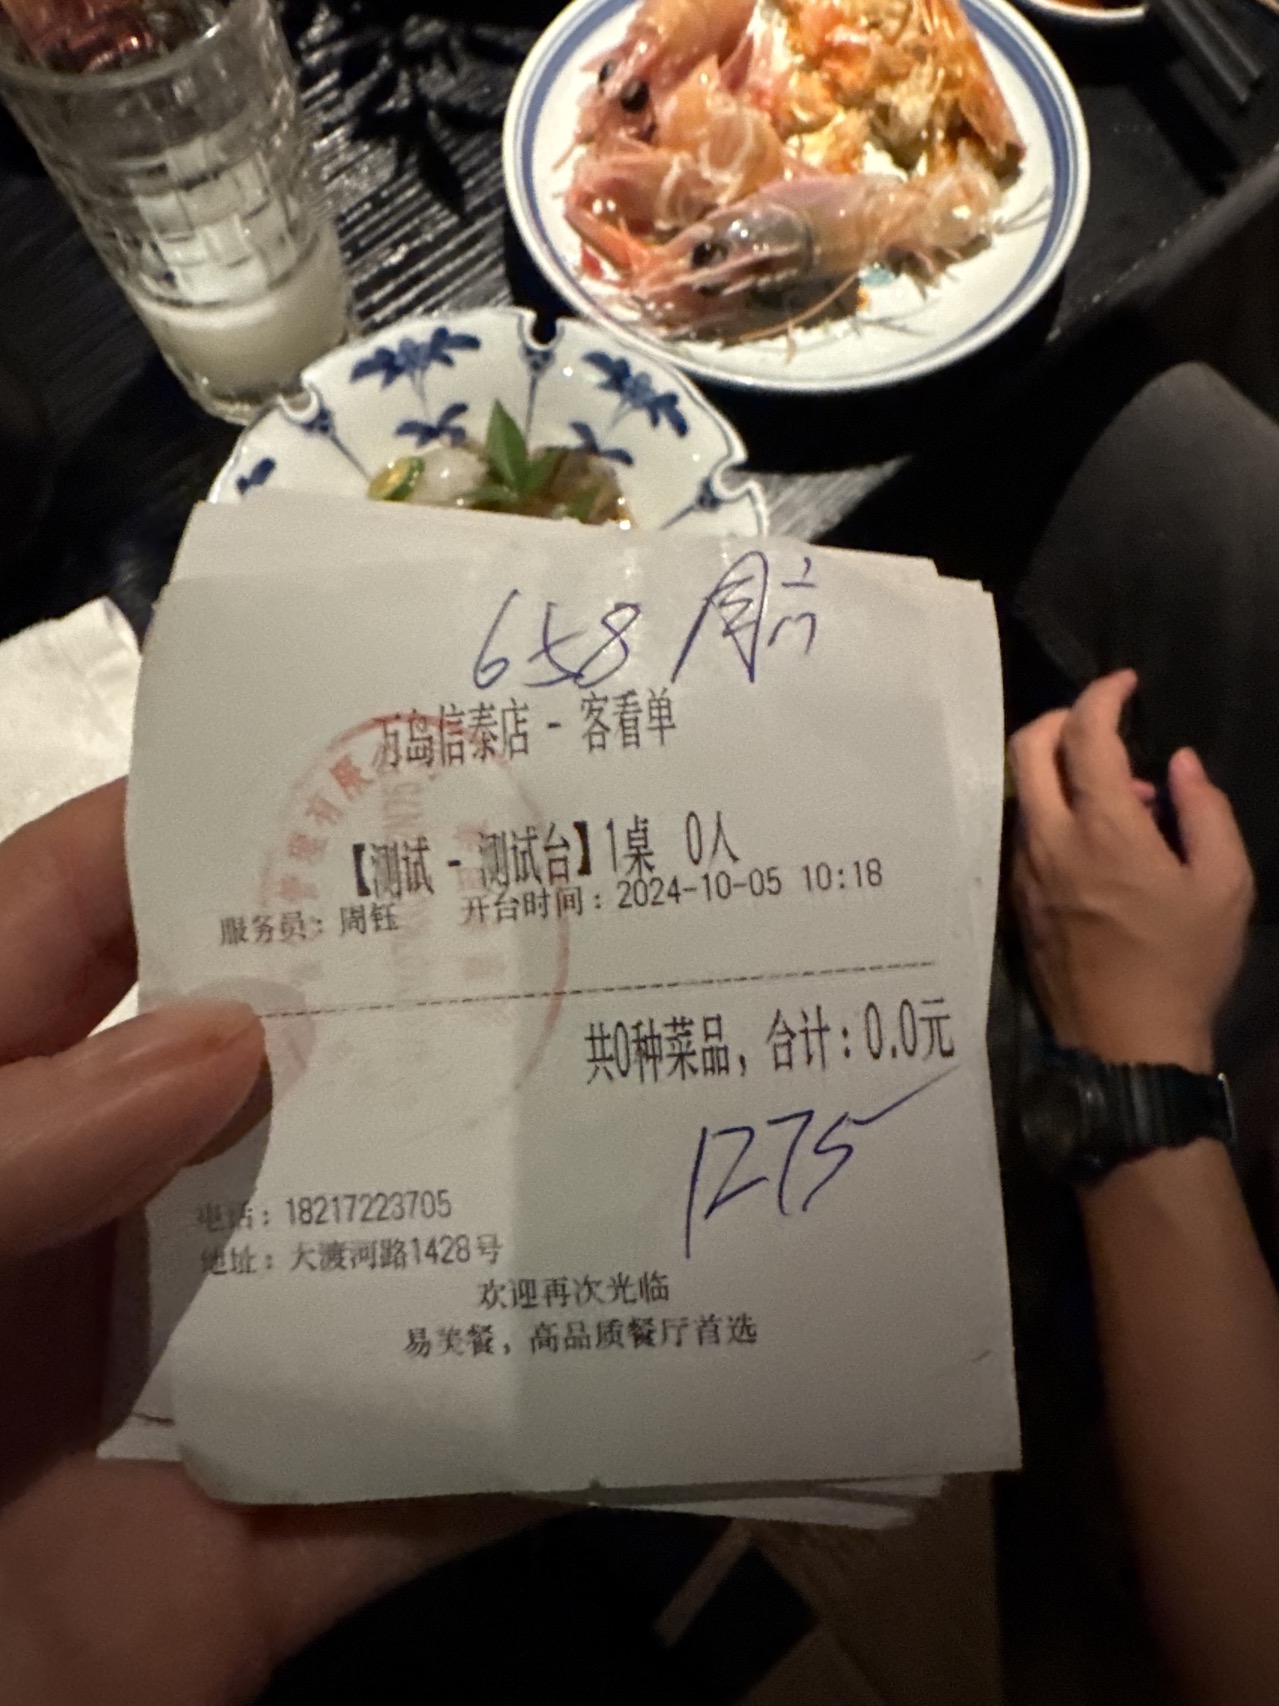 658 周
万岛信泰店 - 客看单
【测试 - 测试台】1桌 0人
服务员：周钰 开台时间：2024-10-05 10:18
共0种菜品，合计：0.0元
1275
电话：18217223705
地址：大渡河路1428号
欢迎再次光临
易美餐，高品质餐厅首选